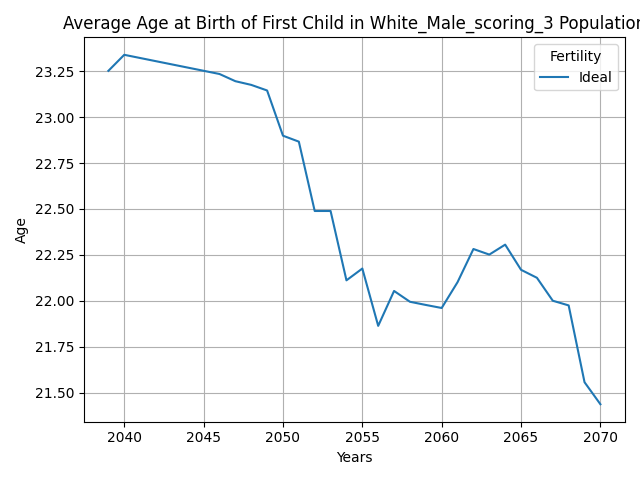 Average Age at Birth of First Child in White_Male_scoring_3 Population
Fertility
Ideal
23.25
23.00
22.75
22.50
22.25
22.00
21.75
21.50
Age
2040 2045 2050 2055 2060 2065 2070
Years